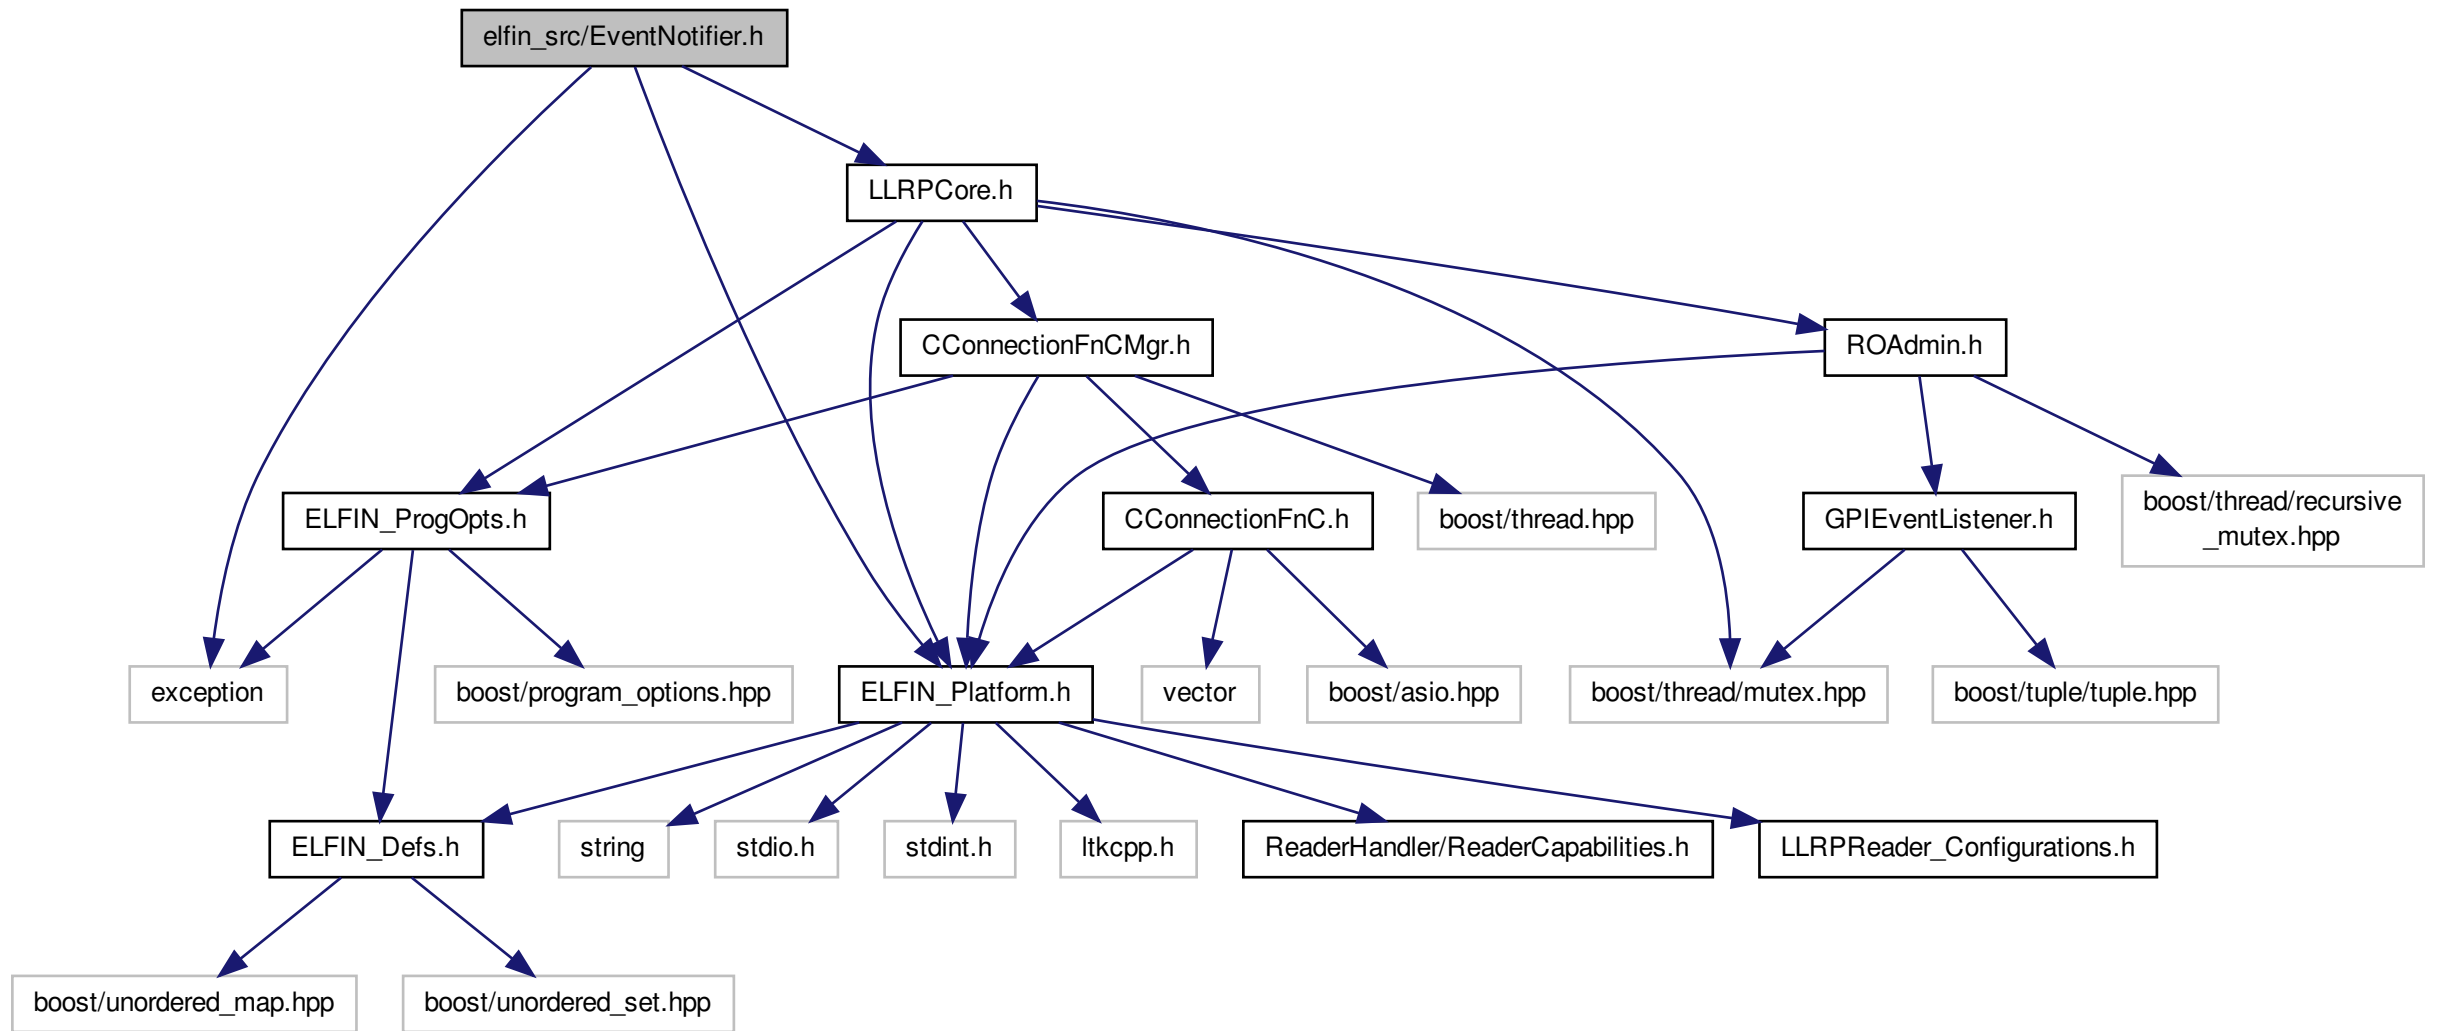 elfin_src/EventNotifier.h
LLRPCore.h
CConnectionFnCMgr.h
ROAdmin.h
ELFIN_ProgOpts.h
CConnectionFnC.h
boost/thread.hpp
GPIEventListener.h
boost/thread/recursive
_mutex.hpp
exception
boost/program_options.hpp
ELFIN_Platform.h
vector
boost/asio.hpp
boost/thread/mutex.hpp
boost/tuple/tuple.hpp
ELFIN_Defs.h
string
stdio.h
stdint.h
ltkcpp.h
ReaderHandler/ReaderCapabilities.h
LLRPReader_Configurations.h
boost/unordered_map.hpp
boost/unordered_set.hpp